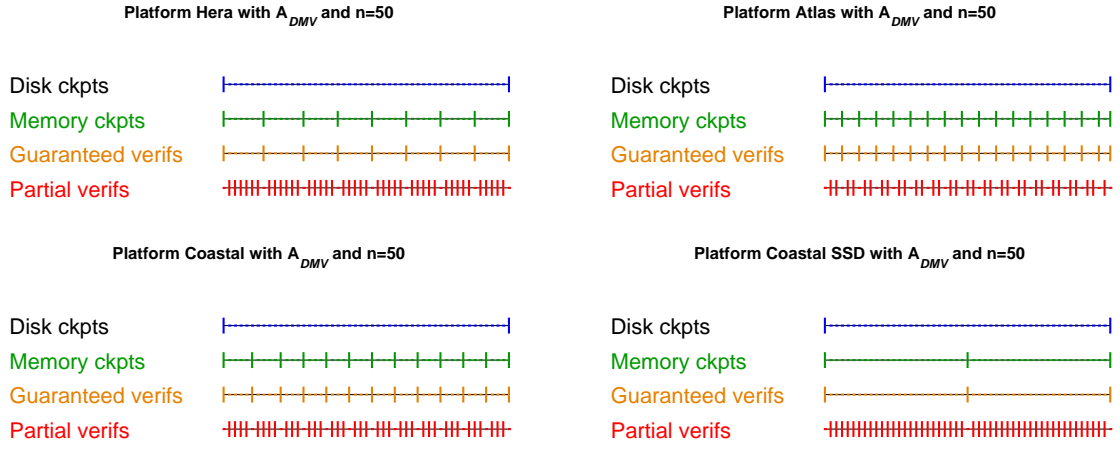 Platform Hera with A_DMV and n=50
Disk ckpts
Memory ckpts
Guaranteed verifs
Partial verifs
Platform Atlas with A_DMV and n=50
Disk ckpts
Memory ckpts
Guaranteed verifs
Partial verifs
Platform Coastal with A_DMV and n=50
Disk ckpts
Memory ckpts
Guaranteed verifs
Partial verifs
Platform Coastal SSD with A_DMV and n=50
Disk ckpts
Memory ckpts
Guaranteed verifs
Partial verifs